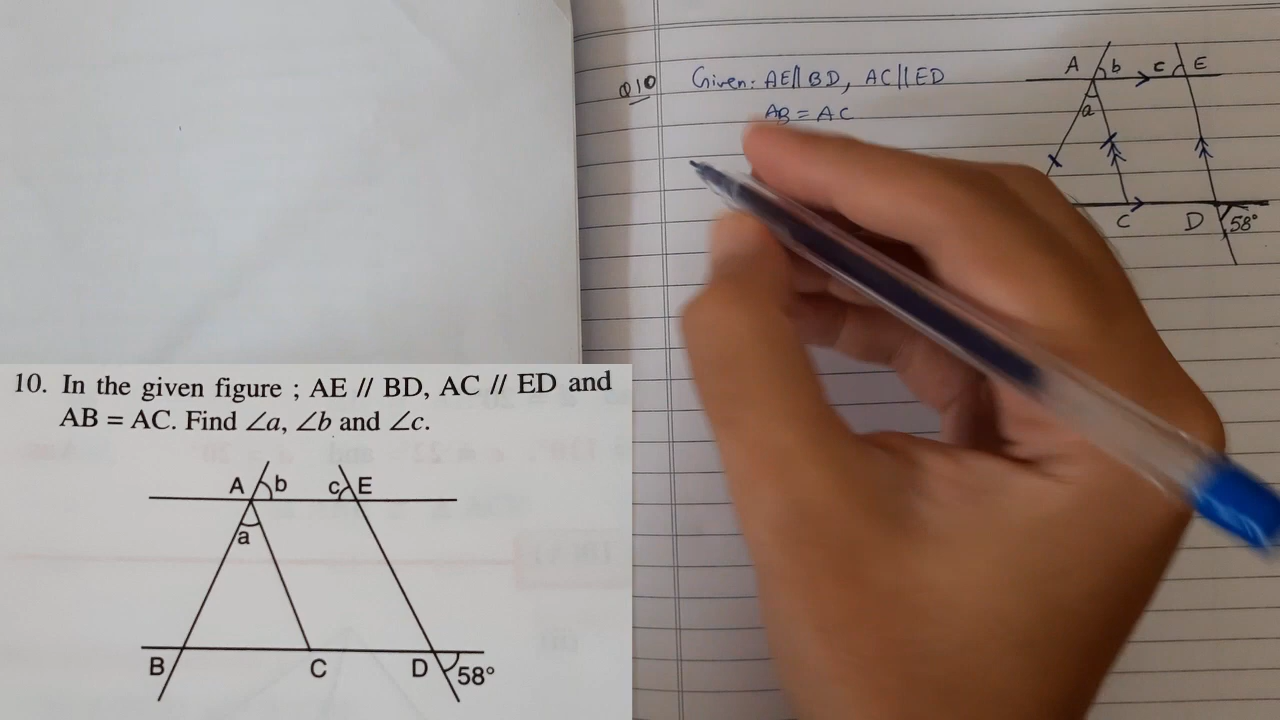 Q10 Given: AE∥BD, AC∥ED
AB = AC
A b c E
a
C D 58°
10. In the given figure ; AE // BD, AC // ED and
AB = AC. Find ∠a, ∠b and ∠c.
A b c E
a
B C D 58°